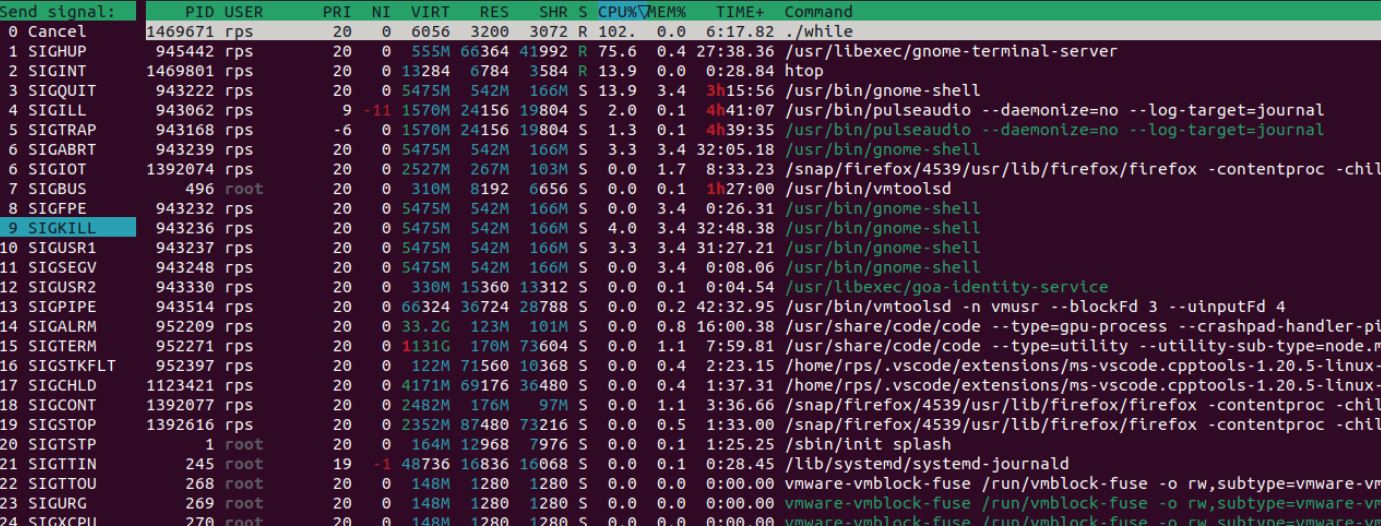 Send signal: PID USER PRI NI VIRT RES SHR S CPU%▽MEM% TIME+ Command
0 Cancel 1469671 rps 20 0 6056 3200 3072 R 102. 0.0 6:17.82 ./while
1 SIGHUP 945442 rps 20 0 555M 66364 41992 R 75.6 0.4 27:38.36 /usr/libexec/gnome-terminal-server
2 SIGINT 1469801 rps 20 0 13284 6784 3584 R 13.9 0.0 0:28.84 htop
3 SIGQUIT 943222 rps 20 0 5475M 542M 166M S 13.9 3.4 3h15:56 /usr/bin/gnome-shell
4 SIGILL 943062 rps 9 -11 1570M 24156 19804 S 2.0 0.1 4h41:07 /usr/bin/pulseaudio --daemonize=no --log-target=journal
5 SIGTRAP 943168 rps -6 0 1570M 24156 19804 S 1.3 0.1 4h39:35 /usr/bin/pulseaudio --daemonize=no --log-target=journal
6 SIGABRT 943239 rps 20 0 5475M 542M 166M S 3.3 3.4 32:05.18 /usr/bin/gnome-shell
6 SIGIOT 1392074 rps 20 0 2527M 267M 103M S 0.0 1.7 8:33.23 /snap/firefox/4539/usr/lib/firefox/firefox -contentproc -chil
7 SIGBUS 496 root 20 0 310M 8192 6656 S 0.0 0.1 1h27:00 /usr/bin/vmtoolsd
8 SIGFPE 943232 rps 20 0 5475M 542M 166M S 0.0 3.4 0:26.31 /usr/bin/gnome-shell
9 SIGKILL 943236 rps 20 0 5475M 542M 166M S 4.0 3.4 32:48.38 /usr/bin/gnome-shell
10 SIGUSR1 943237 rps 20 0 5475M 542M 166M S 3.3 3.4 31:27.21 /usr/bin/gnome-shell
11 SIGSEGV 943248 rps 20 0 5475M 542M 166M S 0.0 3.4 0:08.06 /usr/bin/gnome-shell
12 SIGUSR2 943330 rps 20 0 330M 15360 13312 S 0.0 0.1 0:04.54 /usr/libexec/goa-identity-service
13 SIGPIPE 943514 rps 20 0 66324 36724 28788 S 0.0 0.2 42:32.95 /usr/bin/vmtoolsd -n vmusr --blockFd 3 --uinputFd 4
14 SIGALRM 952209 rps 20 0 33.2G 123M 101M S 0.0 0.8 16:00.38 /usr/share/code/code --type=gpu-process --crashpad-handler-pi
15 SIGTERM 952271 rps 20 0 1131G 170M 73604 S 0.0 1.1 7:59.81 /usr/share/code/code --type=utility --utility-sub-type=node.m
16 SIGSTKFLT 952397 rps 20 0 122M 71560 10368 S 0.0 0.4 2:23.15 /home/rps/.vscode/extensions/ms-vscode.cpptools-1.20.5-linux-
17 SIGCHLD 1123421 rps 20 0 4171M 69176 36480 S 0.0 0.4 1:37.31 /home/rps/.vscode/extensions/ms-vscode.cpptools-1.20.5-linux-
18 SIGCONT 1392077 rps 20 0 2482M 176M 97M S 0.0 1.1 3:36.66 /snap/firefox/4539/usr/lib/firefox/firefox -contentproc -chil
19 SIGSTOP 1392616 rps 20 0 2352M 87480 73216 S 0.0 0.5 1:33.00 /snap/firefox/4539/usr/lib/firefox/firefox -contentproc -chil
20 SIGTSTP 1 root 20 0 164M 12968 7976 S 0.0 0.1 1:25.25 /sbin/init splash
21 SIGTTIN 245 root 19 -1 48736 16836 16068 S 0.0 0.1 0:28.45 /lib/systemd/systemd-journald
22 SIGTTOU 268 root 20 0 148M 1280 1280 S 0.0 0.0 0:00.00 vmware-vmblock-fuse /run/vmblock-fuse -o rw,subtype=vmware-vm
23 SIGURG 269 root 20 0 148M 1280 1280 S 0.0 0.0 0:00.00 vmware-vmblock-fuse /run/vmblock-fuse -o rw,subtype=vmware-vm
24 SIGXCPU 270 root 20 0 148M 1280 1280 S 0.0 0.0 0:00.00 vmware-vmblock-fuse /run/vmblock-fuse -o rw,subtype=vmware-vm